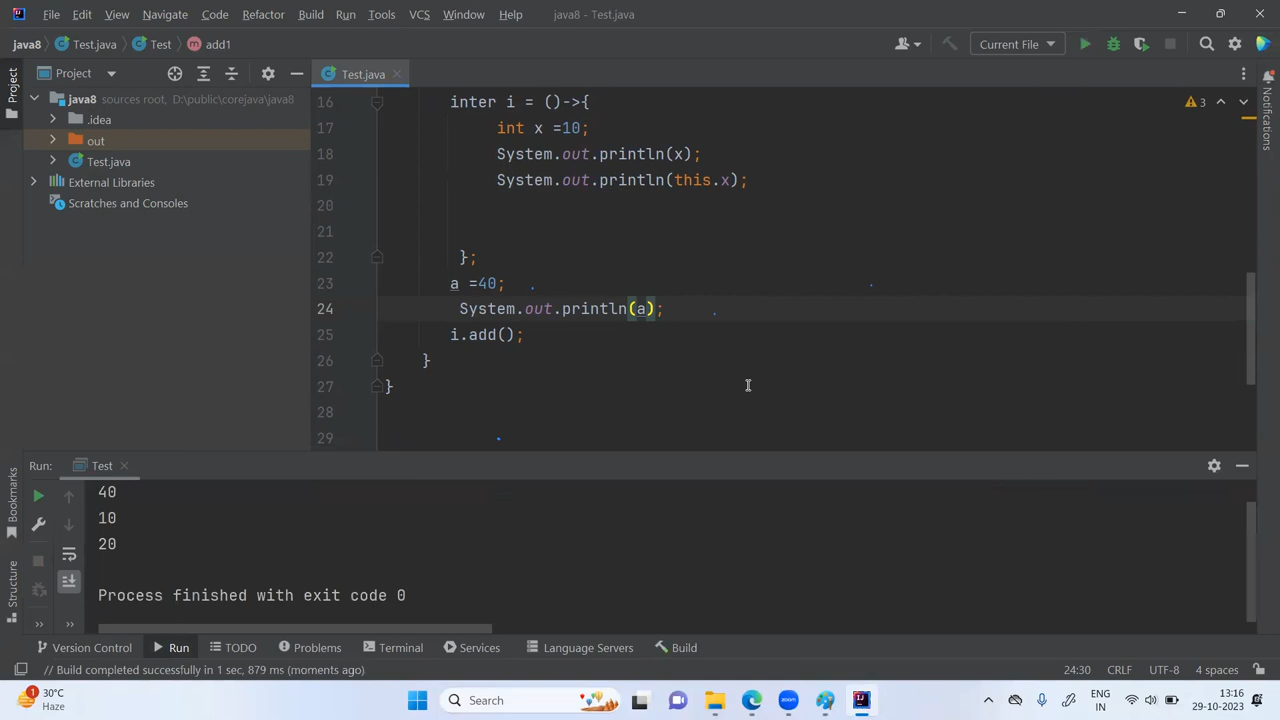 File Edit View Navigate Code Refactor Build Run Tools VCS Window Help java8 - Test.java
java8 Test.java Test add1 Current File
Project Test.java
java8 sources root, D:\public\corejava\java8
.idea
out
Test.java
External Libraries
Scratches and Consoles
Project
Bookmarks
Structure
Notifications
3
16 inter i = ()->{
17 int x =10;
18 System.out.println(x);
19 System.out.println(this.x);
20
21
22 };
23 a =40;
24 System.out.println(a);
25 i.add();
26 }
27 }
28
29
Run: Test
40
10
20
Process finished with exit code 0
Version Control Run TODO Problems Terminal Services Language Servers Build
// Build completed successfully in 1 sec, 879 ms (moments ago) 24:30 CRLF UTF-8 4 spaces
1 30°C
Haze
Search
ENG
IN
13:16
29-10-2023